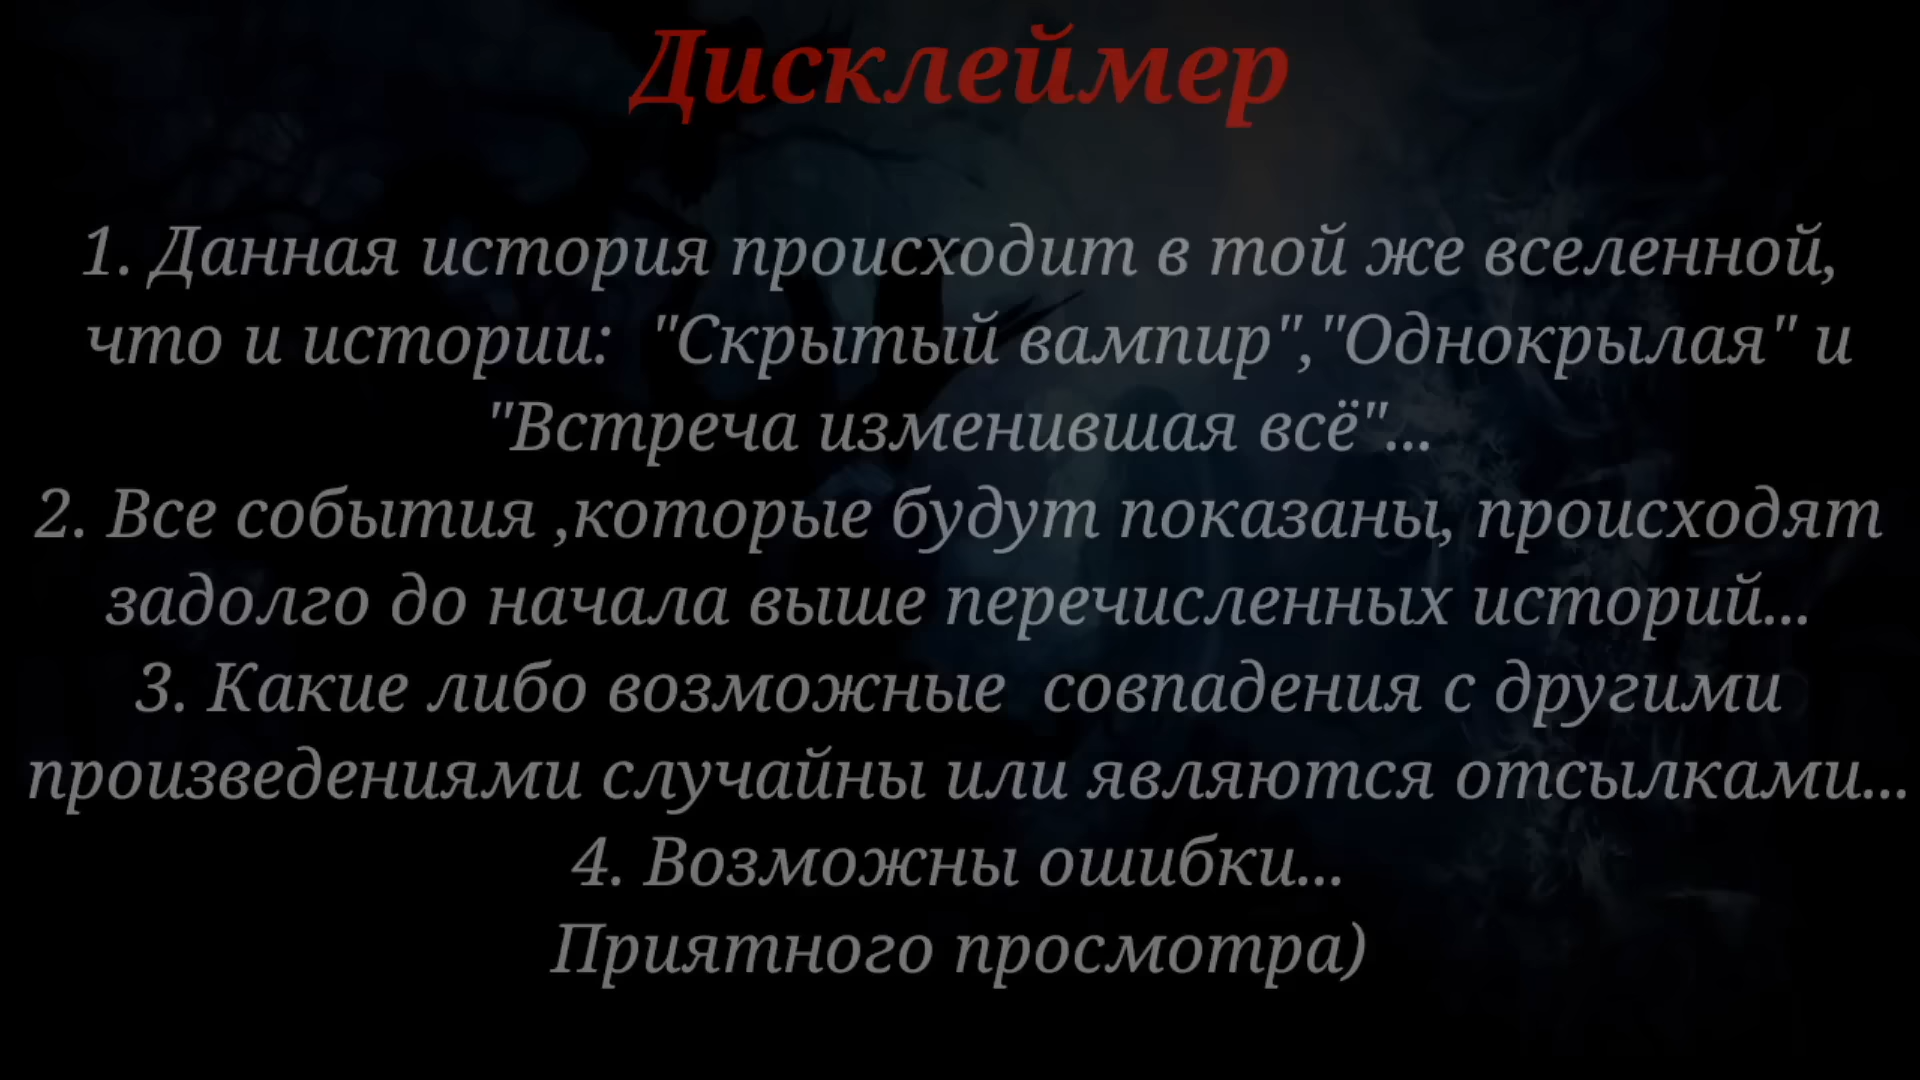 Дисклеймер
1. Данная история происходит в той же вселенной,
что и истории:  "Скрытый вампир","Однокрылая" и
"Встреча изменившая всё"...
2. Все события ,которые будут показаны, происходят
задолго до начала выше перечисленных историй...
3. Какие либо возможные  совпадения с другими
произведениями случайны или являются отсылками...
4. Возможны ошибки...
Приятного просмотра)